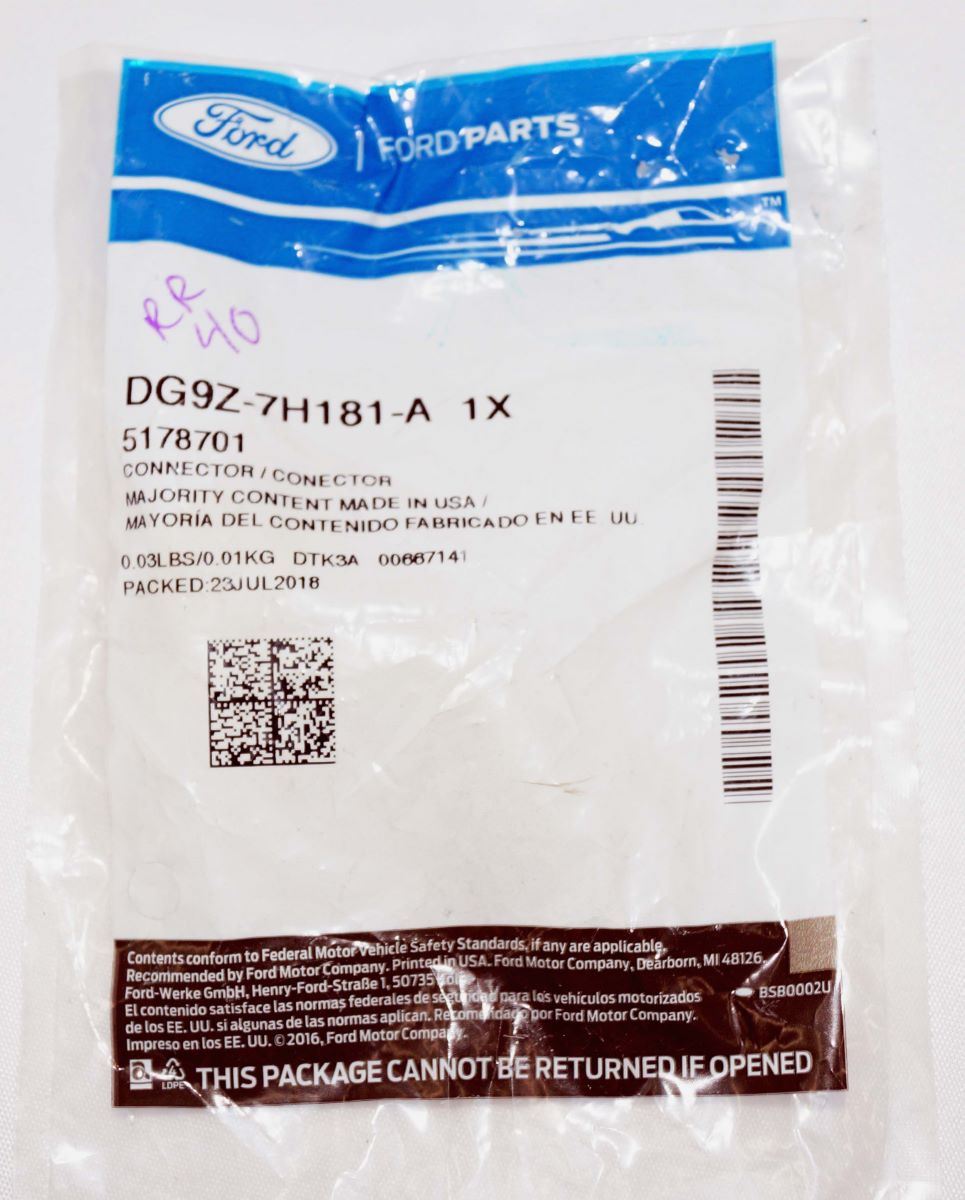 Ford | FORD PARTS
TM
RR
40
DG9Z-7H181-A 1X
5178701
CONNECTOR / CONECTOR
MAJORITY CONTENT MADE IN USA /
MAYORÍA DEL CONTENIDO FABRICADO EN EE UU.
0.03LBS/0.01KG DTK3A 00667141
PACKED:23JUL2018
Contents conform to Federal Motor Vehicle Safety Standards, if any are applicable.
Recommended by Ford Motor Company. Printed in USA. Ford Motor Company, Dearborn, MI 48126,
Ford-Werke GmbH, Henry-Ford-Straße 1, 50735
El contenido satisface las normas federales de seguridad para los vehículos motorizados
de los EE. UU. si algunas de las normas aplican. Recomendado por Ford Motor Company.
Impreso en los EE. UU. © 2016, Ford Motor Company.
BSB0002U
LDPE
THIS PACKAGE CANNOT BE RETURNED IF OPENED